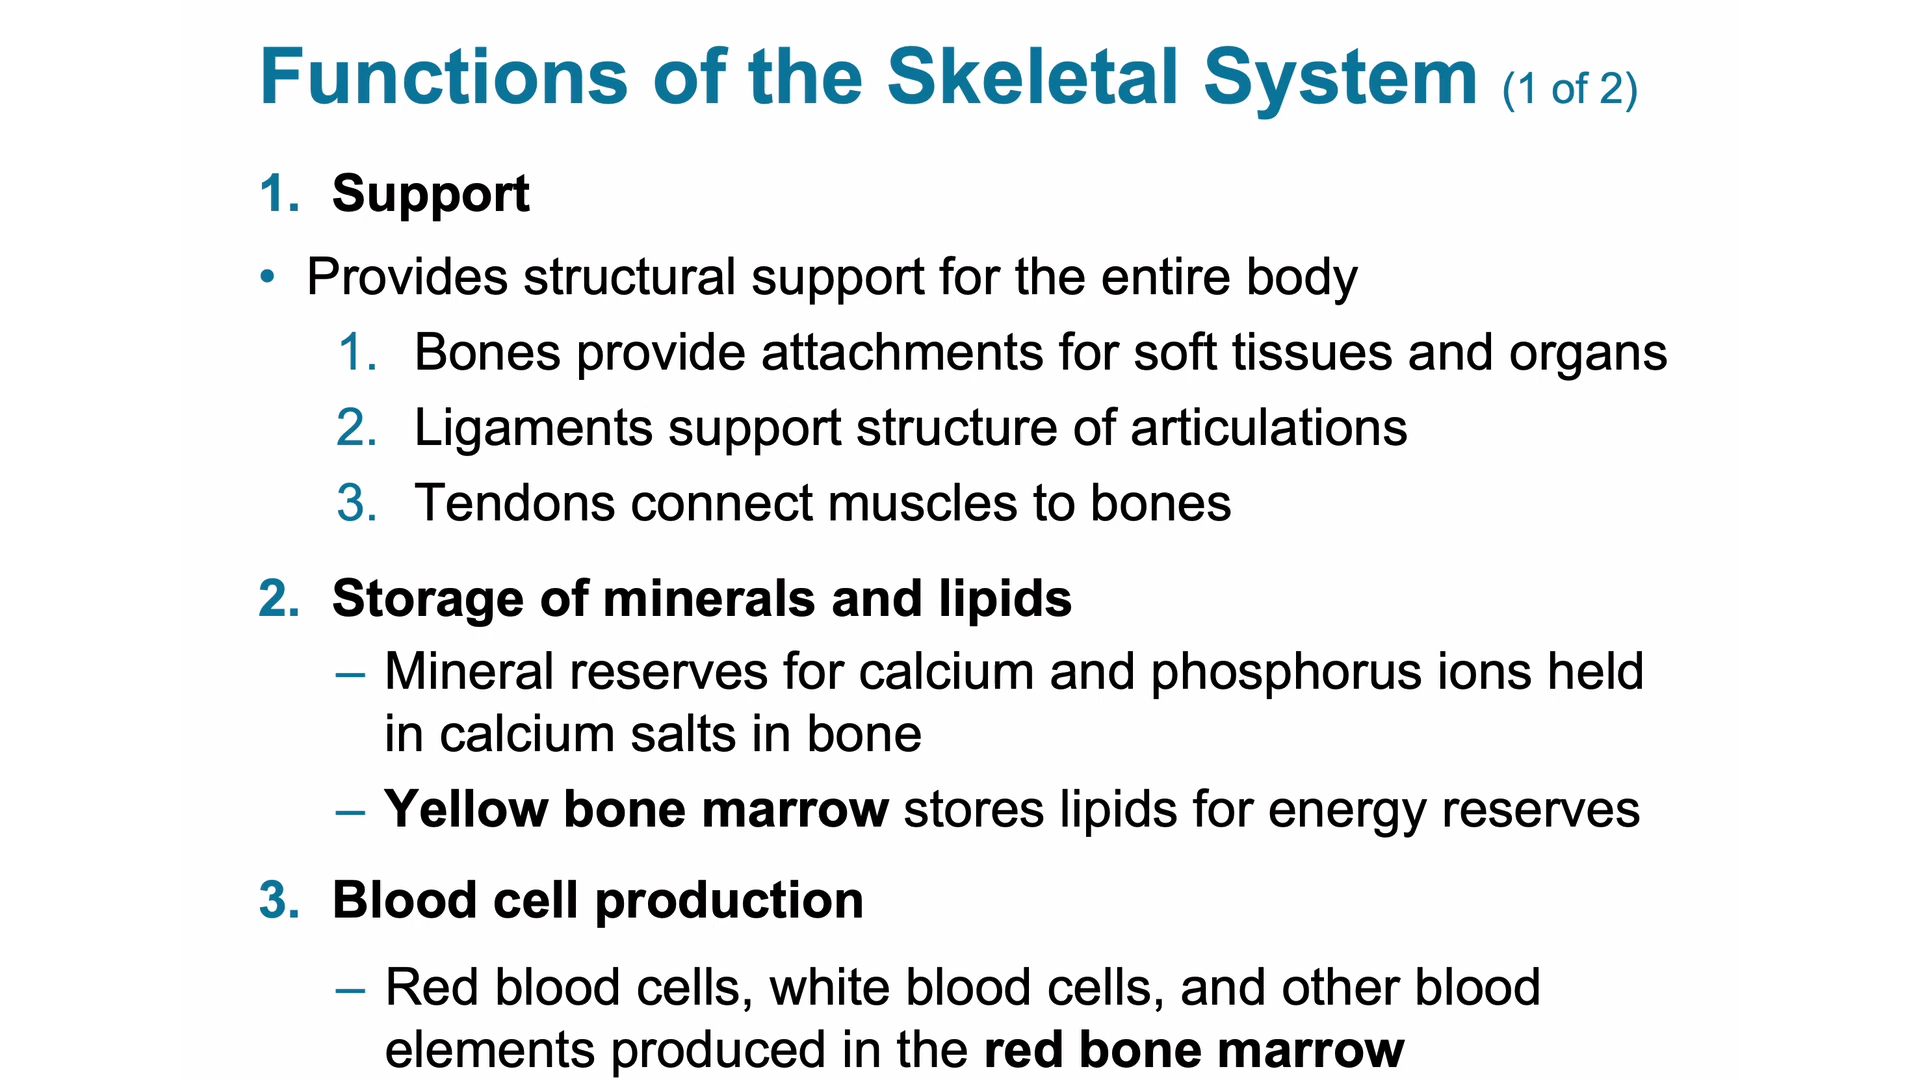 Functions of the Skeletal System (1 of 2)
1. Support
• Provides structural support for the entire body
1. Bones provide attachments for soft tissues and organs
2. Ligaments support structure of articulations
3. Tendons connect muscles to bones
2. Storage of minerals and lipids
– Mineral reserves for calcium and phosphorus ions held
in calcium salts in bone
– Yellow bone marrow stores lipids for energy reserves
3. Blood cell production
– Red blood cells, white blood cells, and other blood
elements produced in the red bone marrow